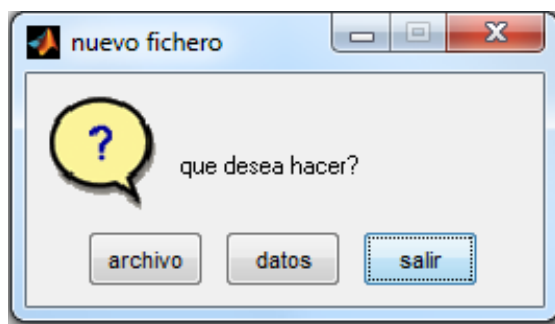 nuevo fichero
?
que desea hacer?
archivo datos salir